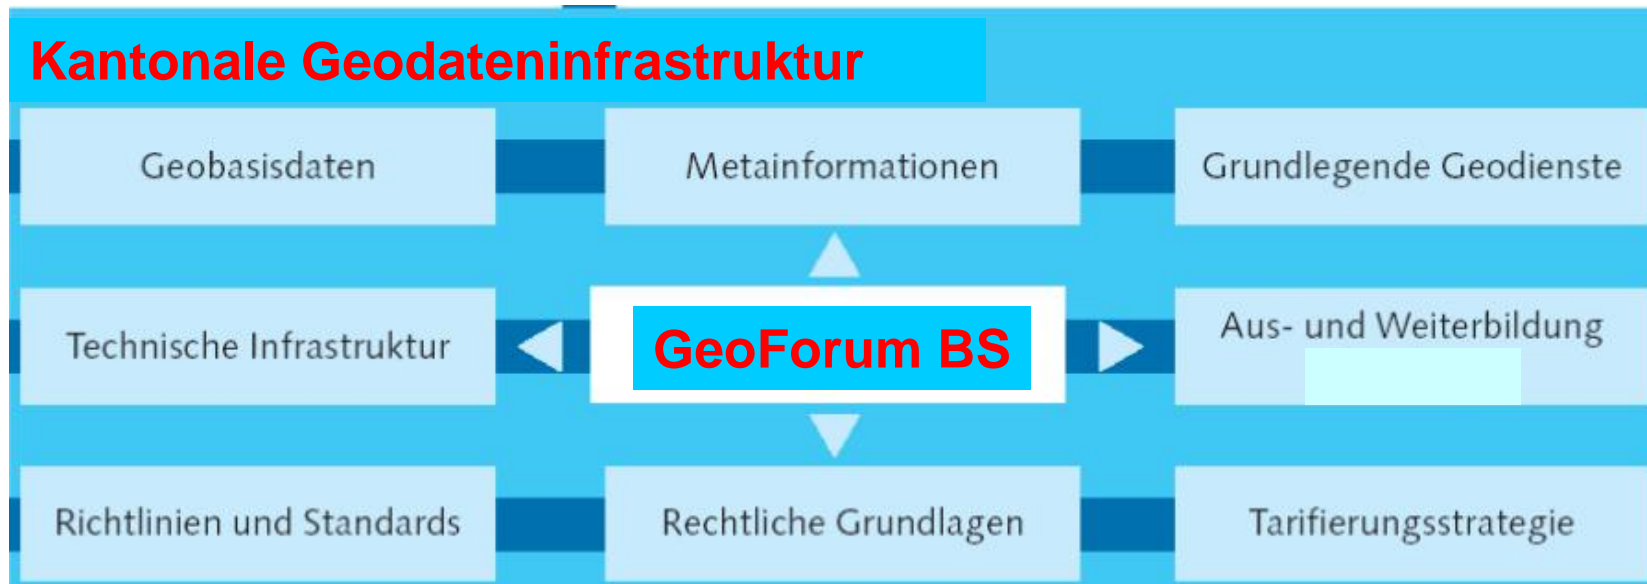 Kantonale Geodateninfrastruktur
Geobasisdaten
Metainformationen
Grundlegende Geodienste
Technische Infrastruktur
GeoForum BS
Aus- und Weiterbildung
Richtlinien und Standards
Rechtliche Grundlagen
Tarifierungsstrategie